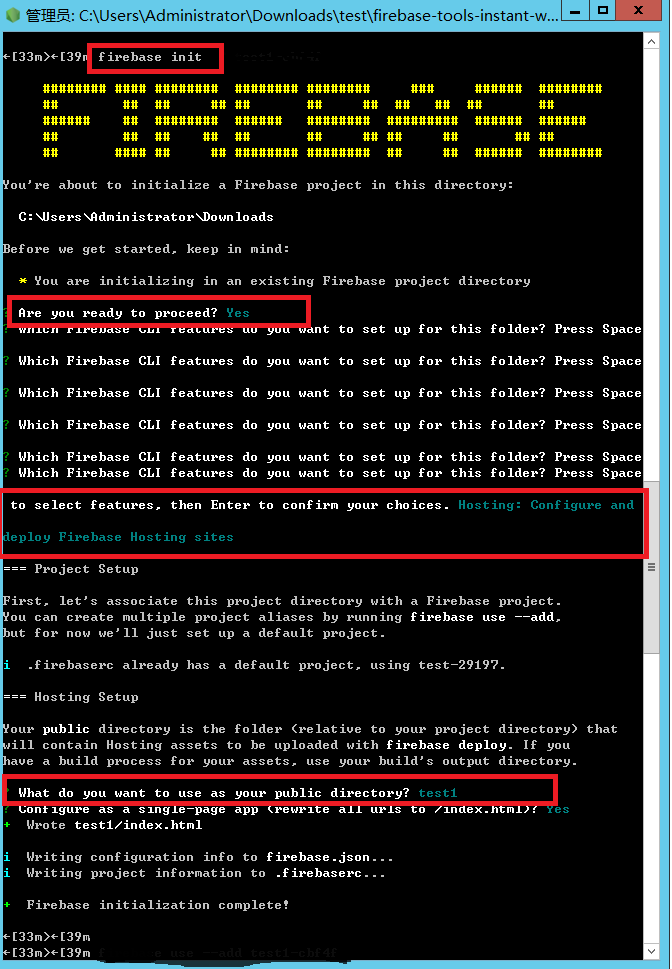 管理员: C:\Users\Administrator\Downloads\test\firebase-tools-instant-w...
←[33m>←[39m firebase init
FIREBASE
You're about to initialize a Firebase project in this directory:
C:\Users\Administrator\Downloads
Before we get started, keep in mind:
* You are initializing in an existing Firebase project directory
? Are you ready to proceed? Yes
? Which Firebase CLI features do you want to set up for this folder? Press Space
? Which Firebase CLI features do you want to set up for this folder? Press Space
? Which Firebase CLI features do you want to set up for this folder? Press Space
? Which Firebase CLI features do you want to set up for this folder? Press Space
? Which Firebase CLI features do you want to set up for this folder? Press Space
? Which Firebase CLI features do you want to set up for this folder? Press Space
to select features, then Enter to confirm your choices. Hosting: Configure and
deploy Firebase Hosting sites
=== Project Setup
First, let's associate this project directory with a Firebase project.
You can create multiple project aliases by running firebase use --add,
but for now we'll just set up a default project.
i .firebaserc already has a default project, using test-29197.
=== Hosting Setup
Your public directory is the folder (relative to your project directory) that
will contain Hosting assets to be uploaded with firebase deploy. If you
have a build process for your assets, use your build's output directory.
? What do you want to use as your public directory? test1
? Configure as a single-page app (rewrite all urls to /index.html)? Yes
+ Wrote test1/index.html
i Writing configuration info to firebase.json...
i Writing project information to .firebaserc...
+ Firebase initialization complete!
←[33m>←[39m
←[33m>←[39m use --add